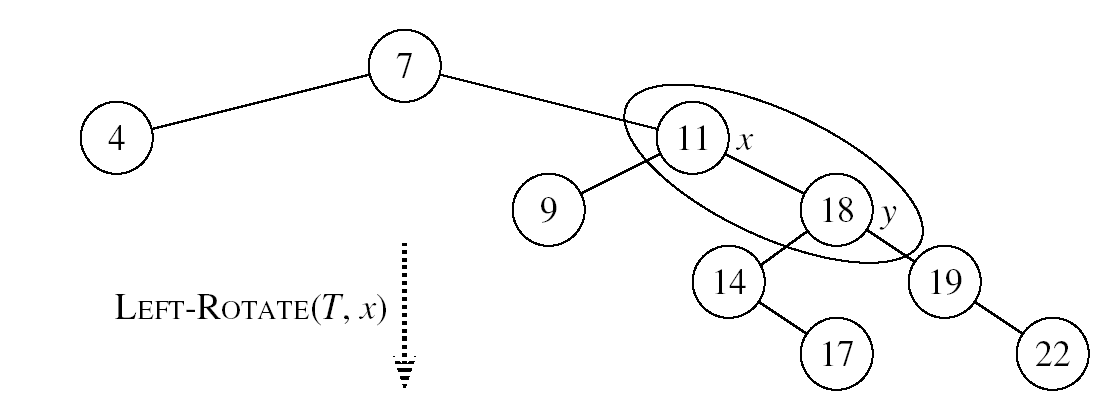 7
4
11 x
9
18 y
14
19
LEFT-ROTATE(T, x)
17
22